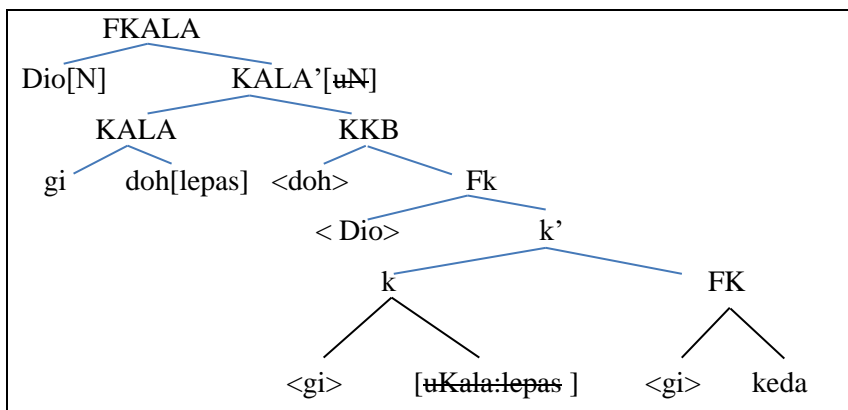 FKALA
Dio[N] KALA’[uN]
KALA KKB
gi doh[lepas] <doh> Fk
< Dio> k’
k FK
<gi> [uKala:lepas ] <gi> keda